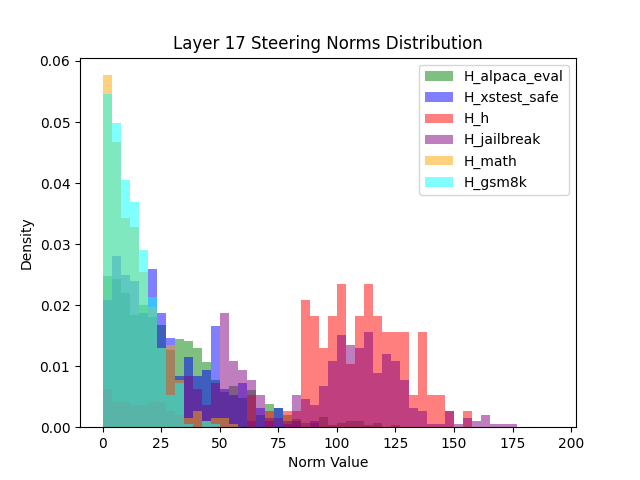 Layer 17 Steering Norms Distribution
0.06
0.05
0.04
0.03
0.02
0.01
0.00
Density
H_alpaca_eval
H_xstest_safe
H_h
H_jailbreak
H_math
H_gsm8k
0 25 50 75 100 125 150 175 200
Norm Value